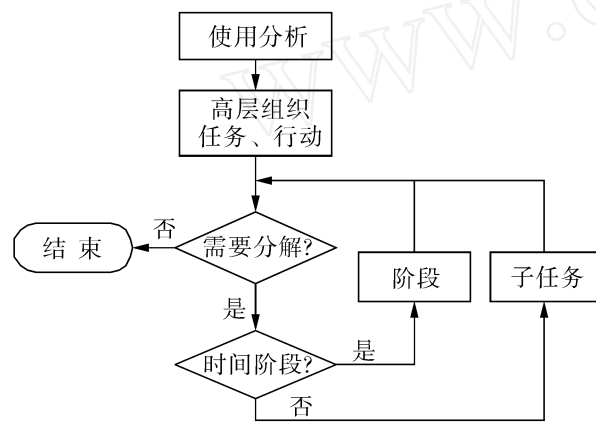 使用分析
高层组织
任务、行动
否
结 束
需要分解?
阶段
子任务
是
时间阶段?
是
否